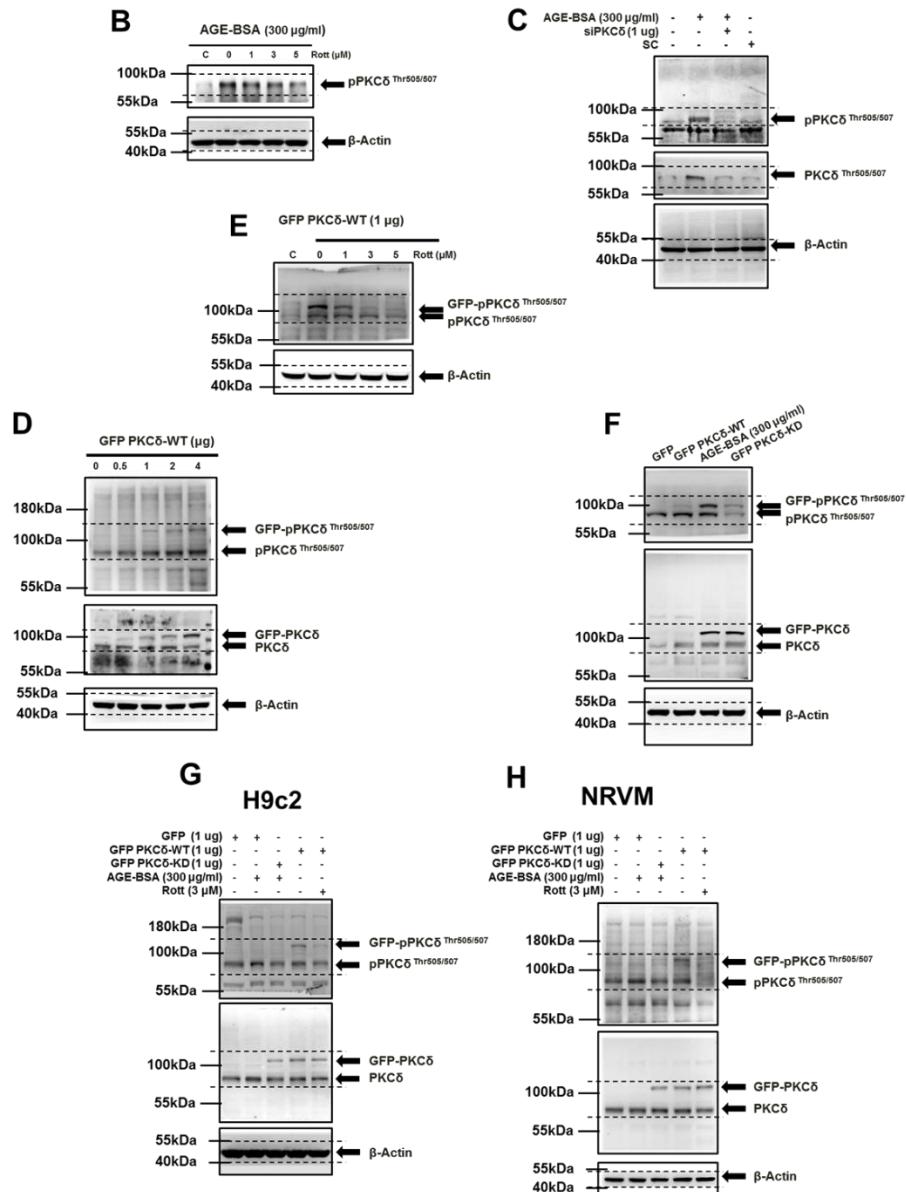 B
AGE-BSA (300 µg/ml)
C 0 1 3 5 Rott (µM)
100kDa
pPKCδ Thr505/507
55kDa
55kDa
β-Actin
40kDa
C
AGE-BSA (300 µg/ml) - + + -
siPKCδ (1 ug) - - + -
SC - - - +
100kDa
pPKCδ Thr505/507
55kDa
100kDa
PKCδ Thr505/507
55kDa
55kDa
β-Actin
40kDa
E
GFP PKCδ-WT (1 µg)
C 0 1 3 5 Rott (µM)
100kDa
GFP-pPKCδ Thr505/507
pPKCδ Thr505/507
55kDa
55kDa
β-Actin
40kDa
D
GFP PKCδ-WT (µg)
0 0.5 1 2 4
180kDa
GFP-pPKCδ Thr505/507
100kDa
pPKCδ Thr505/507
55kDa
100kDa
GFP-PKCδ
PKCδ
55kDa
55kDa
β-Actin
40kDa
F
GFP
GFP PKCδ-WT
AGE-BSA (300 µg/ml)
GFP PKCδ-KD
100kDa
GFP-pPKCδ Thr505/507
pPKCδ Thr505/507
55kDa
100kDa
GFP-PKCδ
PKCδ
55kDa
55kDa
β-Actin
40kDa
G
H9c2
GFP (1 ug) + + - - -
GFP PKCδ-WT(1 ug) - - - + +
GFP PKCδ-KD(1 ug) - - + - -
AGE-BSA (300 µg/ml) - + + - -
Rott (3 µM) - - - - +
180kDa
GFP-pPKCδ Thr505/507
100kDa
pPKCδ Thr505/507
55kDa
100kDa
GFP-PKCδ
PKCδ
55kDa
55kDa
β-Actin
40kDa
H
NRVM
GFP (1 ug) + + - - -
GFP PKCδ-WT(1 ug) - - - + +
GFP PKCδ-KD(1 ug) - - + - -
AGE-BSA (300 µg/ml) - + + - -
Rott (3 µM) - - - - +
180kDa
GFP-pPKCδ Thr505/507
100kDa
pPKCδ Thr505/507
55kDa
100kDa
GFP-PKCδ
PKCδ
55kDa
55kDa
β-Actin
40kDa